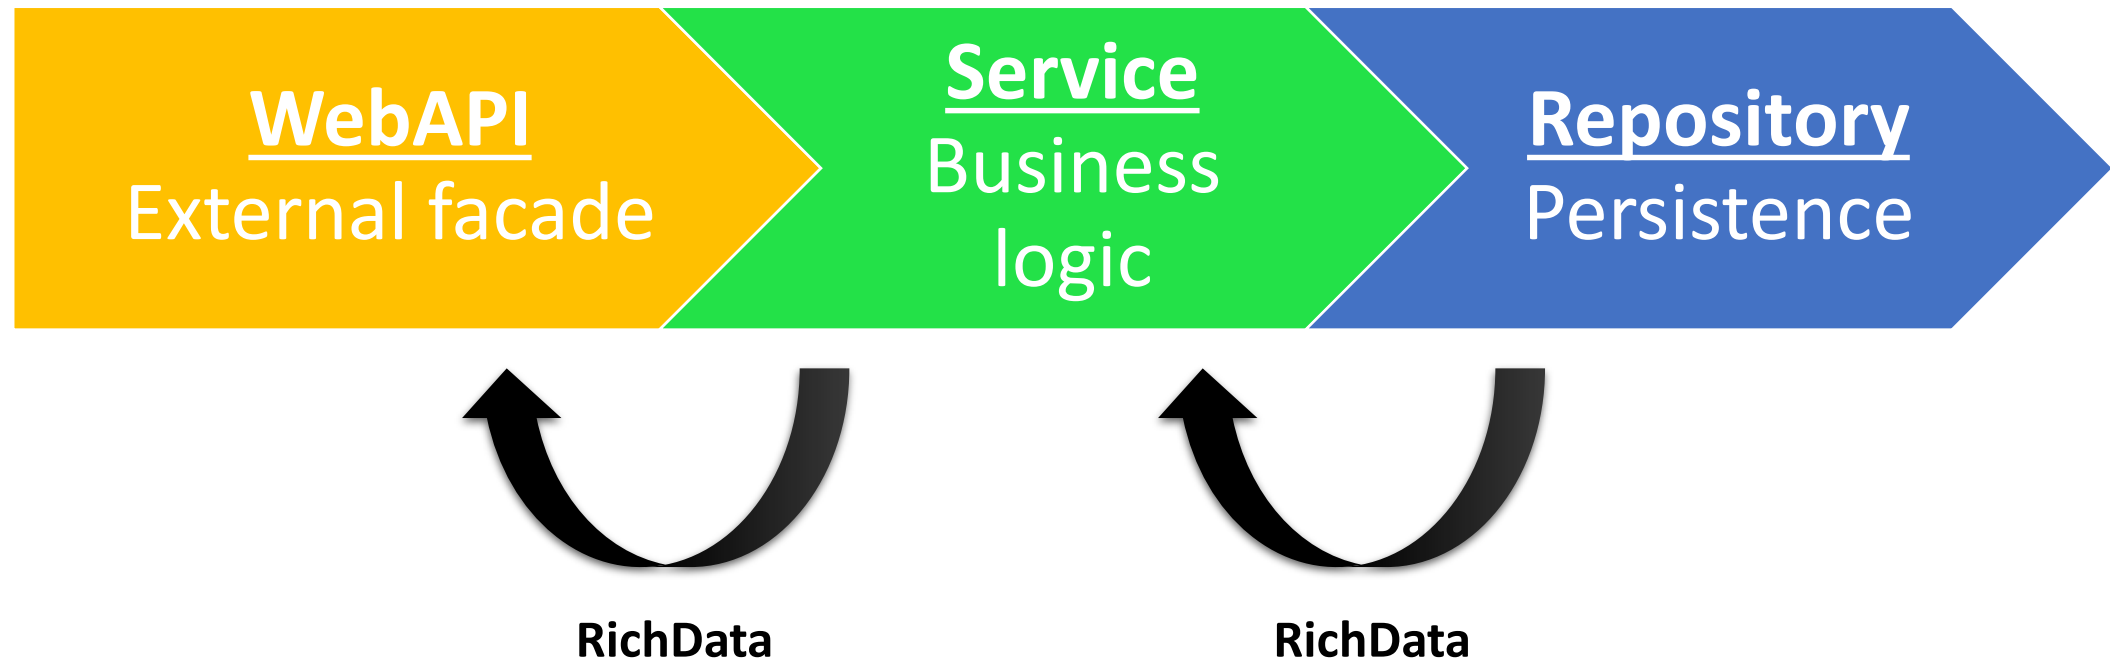 WebAPI
External facade
Service
Business
logic
Repository
Persistence
RichData
RichData